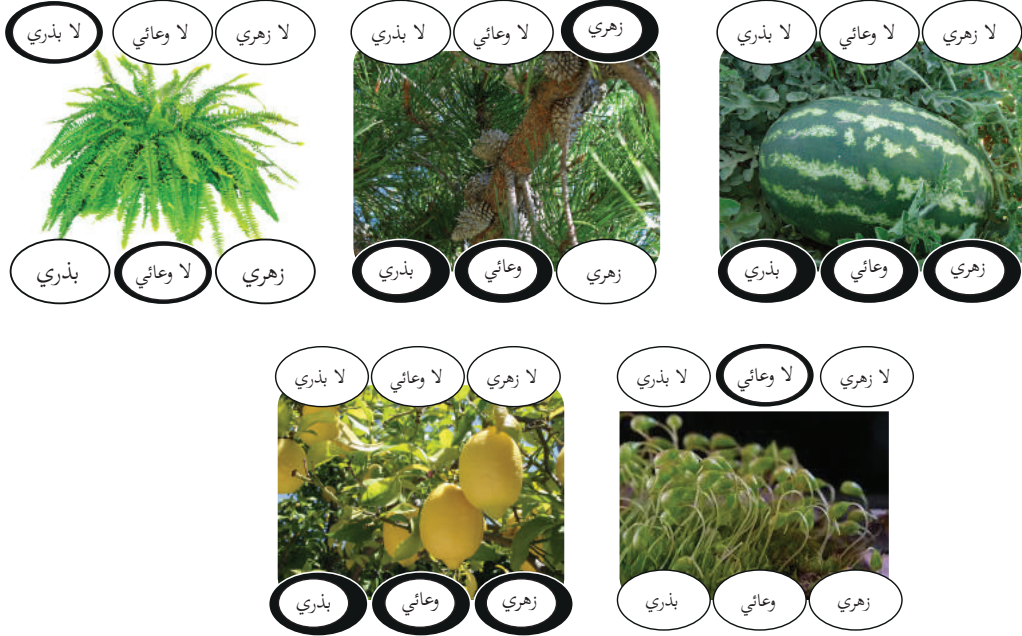 لا زهري لا وعائي لا بذري
زهري وعائي بذري
زهري لا وعائي لا بذري
زهري وعائي بذري
لا زهري لا وعائي لا بذري
زهري لا وعائي بذري
لا زهري لا وعائي لا بذري
زهري وعائي بذري
لا زهري لا وعائي لا بذري
زهري وعائي بذري